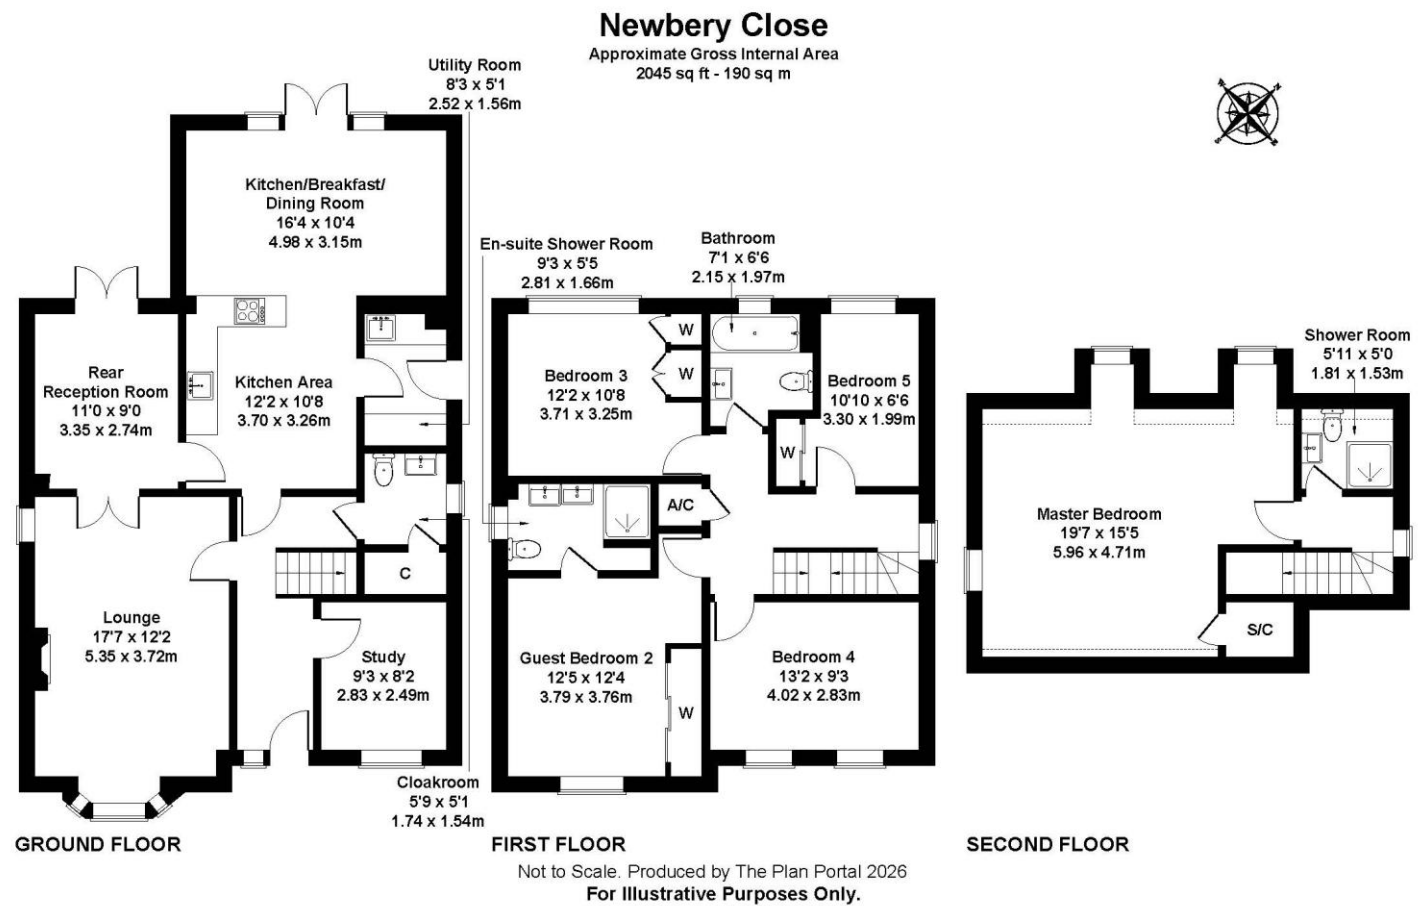 Newbery Close
Approximate Gross Internal Area
2045 sq ft - 190 sq m
Utility Room
8'3 x 5'1
2.52 x 1.56m
Kitchen/Breakfast/
Dining Room
16'4 x 10'4
4.98 x 3.15m
Rear
Reception Room
11'0 x 9'0
3.35 x 2.74m
Kitchen Area
12'2 x 10'8
3.70 x 3.26m
C
Lounge
17'7 x 12'2
5.35 x 3.72m
Study
9'3 x 8'2
2.83 x 2.49m
Cloakroom
5'9 x 5'1
1.74 x 1.54m
GROUND FLOOR
En-suite Shower Room
9'3 x 5'5
2.81 x 1.66m
Bathroom
7'1 x 6'6
2.15 x 1.97m
Bedroom 3
12'2 x 10'8
3.71 x 3.25m
W
W
Bedroom 5
10'10 x 6'6
3.30 x 1.99m
W
A/C
Guest Bedroom 2
12'5 x 12'4
3.79 x 3.76m
W
Bedroom 4
13'2 x 9'3
4.02 x 2.83m
FIRST FLOOR
Shower Room
5'11 x 5'0
1.81 x 1.53m
Master Bedroom
19'7 x 15'5
5.96 x 4.71m
S/C
SECOND FLOOR
Not to Scale. Produced by The Plan Portal 2026
For Illustrative Purposes Only.